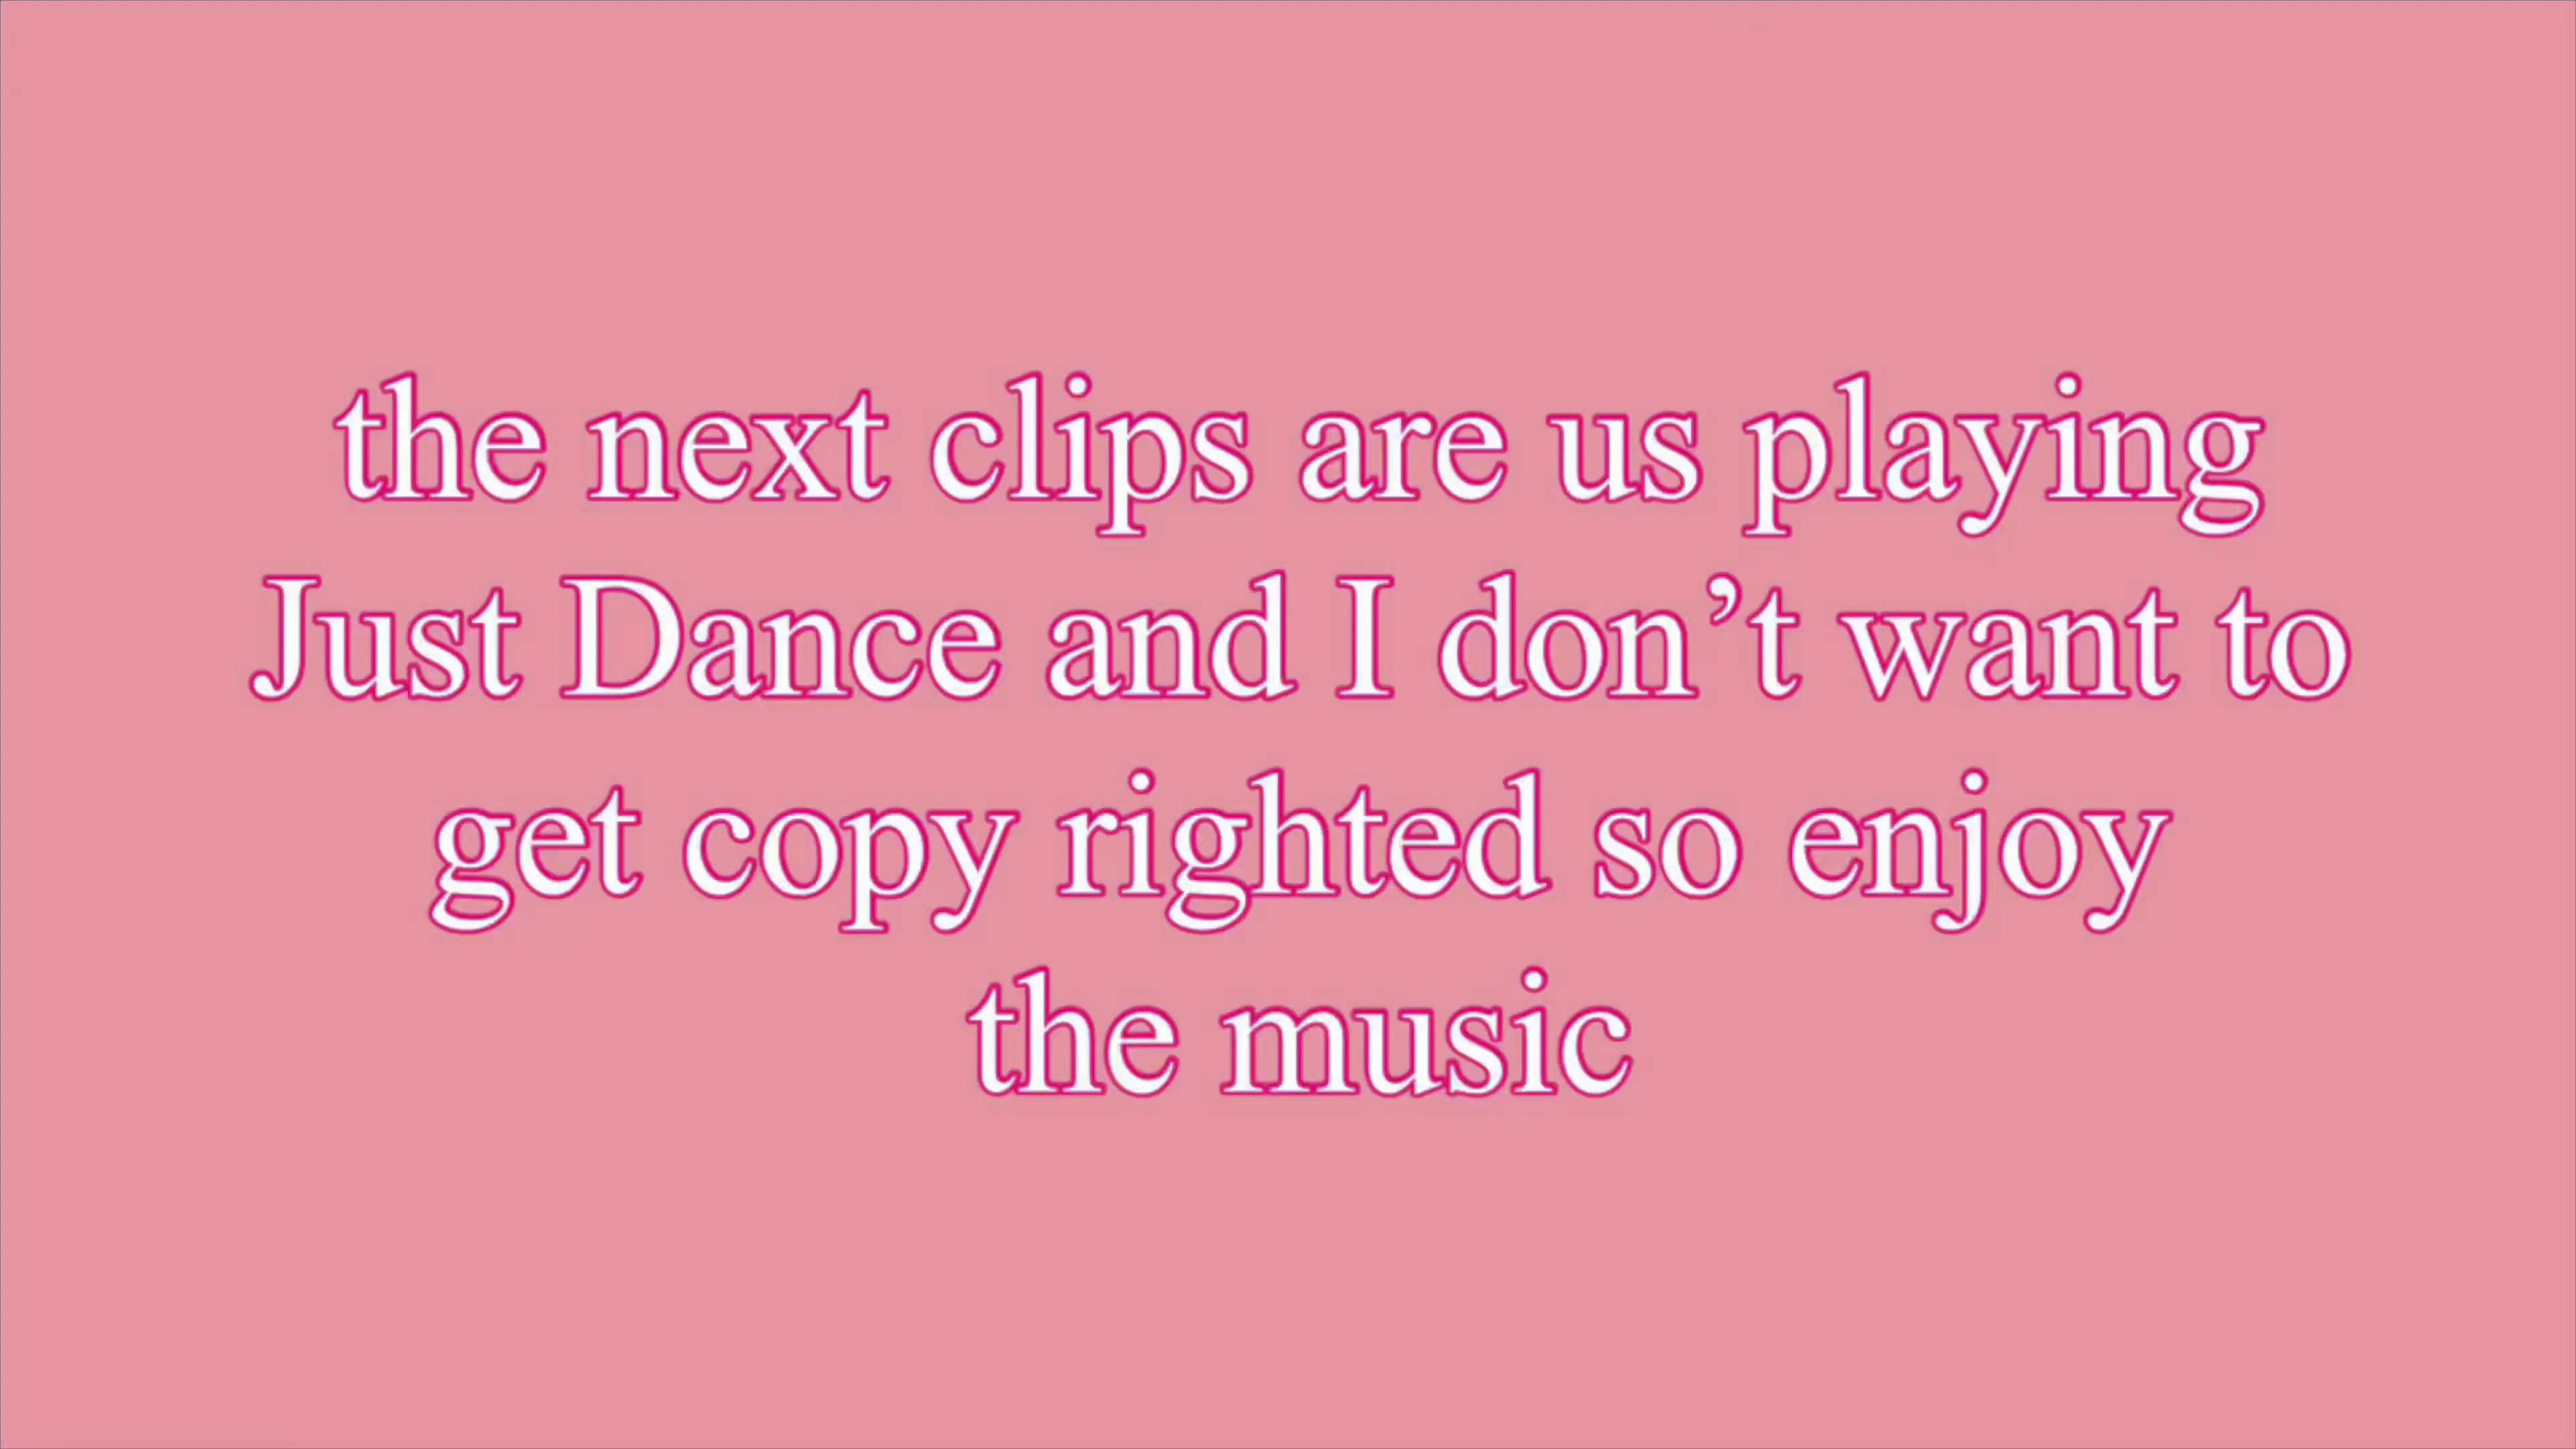 the next clips are us playing
Just Dance and I don’t want to
get copy righted so enjoy
the music